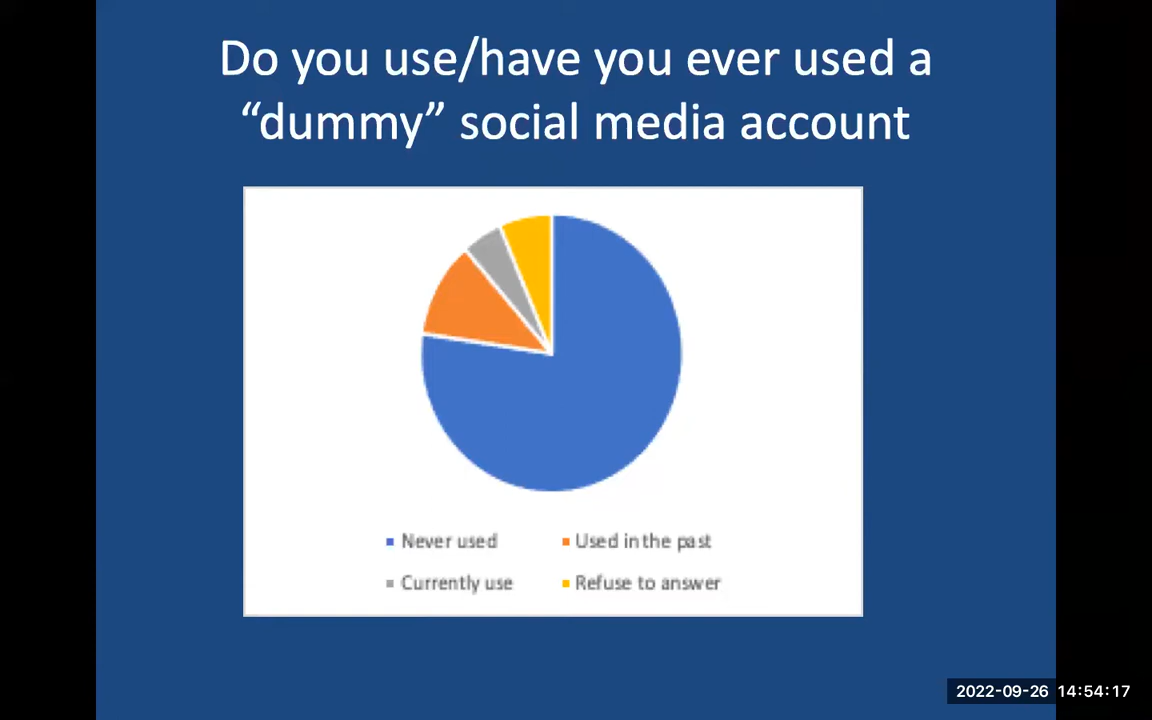 Do you use/have you ever used a
“dummy” social media account
Never used
Used in the past
Currently use
Refuse to answer
2022-09-26 14:54:17